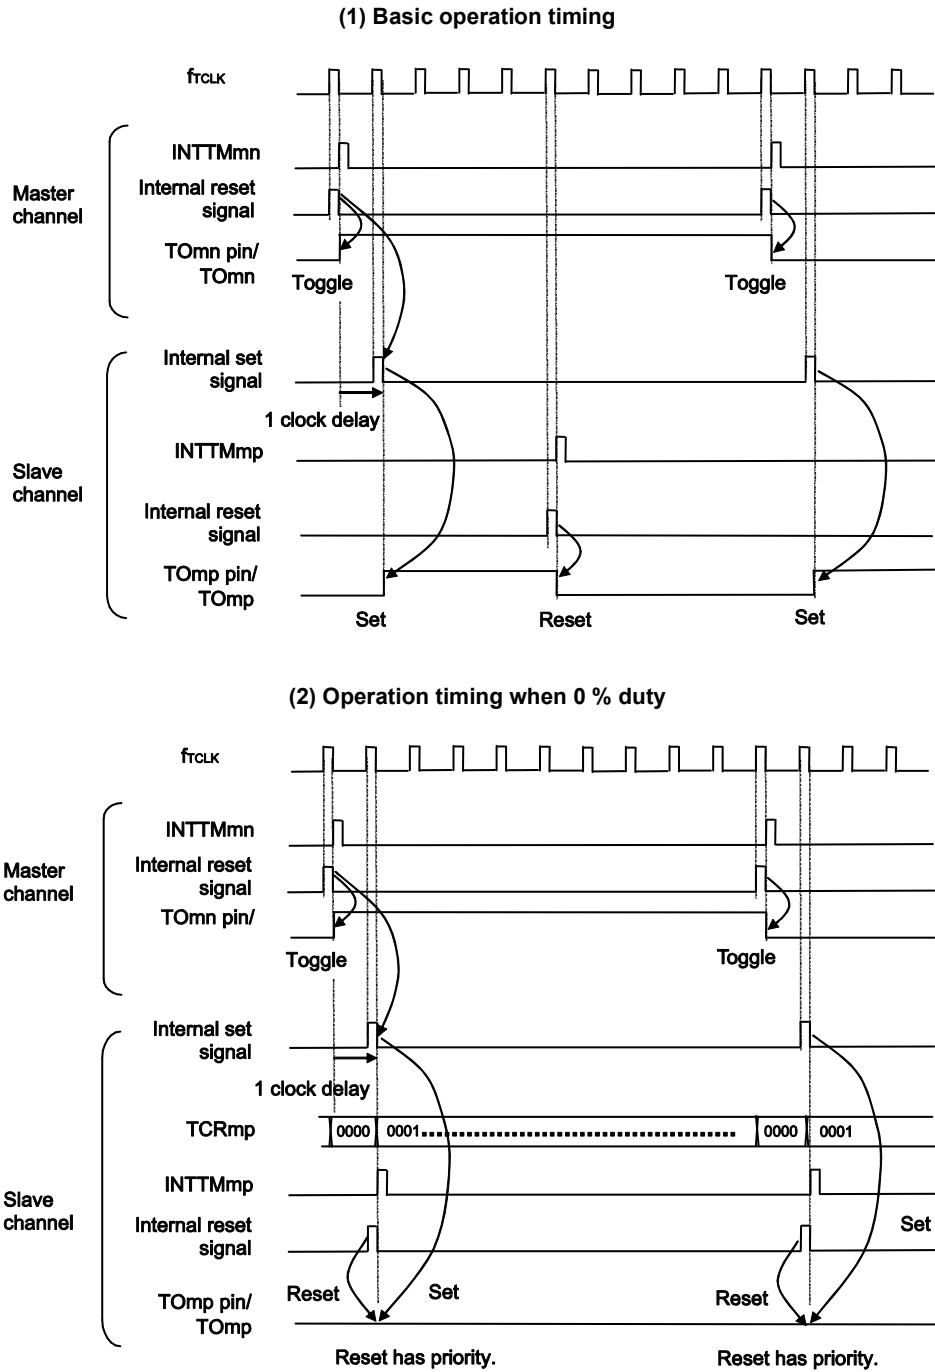 (1) Basic operation timing
fTCLK
INTTMmn
Master
channel
Internal reset
signal
TOmn pin/
TOmn
Toggle
Toggle
Internal set
signal
1 clock delay
INTTMmp
Slave
channel
Internal reset
signal
TOmp pin/
TOmp
Set
Reset
Set
(2) Operation timing when 0 % duty
fTCLK
INTTMmn
Master
channel
Internal reset
signal
TOmn pin/
Toggle
Toggle
Internal set
signal
1 clock delay
TCRmp
0000
0001
0000
0001
INTTMmp
Slave
channel
Internal reset
signal
Set
Reset
Set
Reset
TOmp pin/
TOmp
Reset has priority.
Reset has priority.